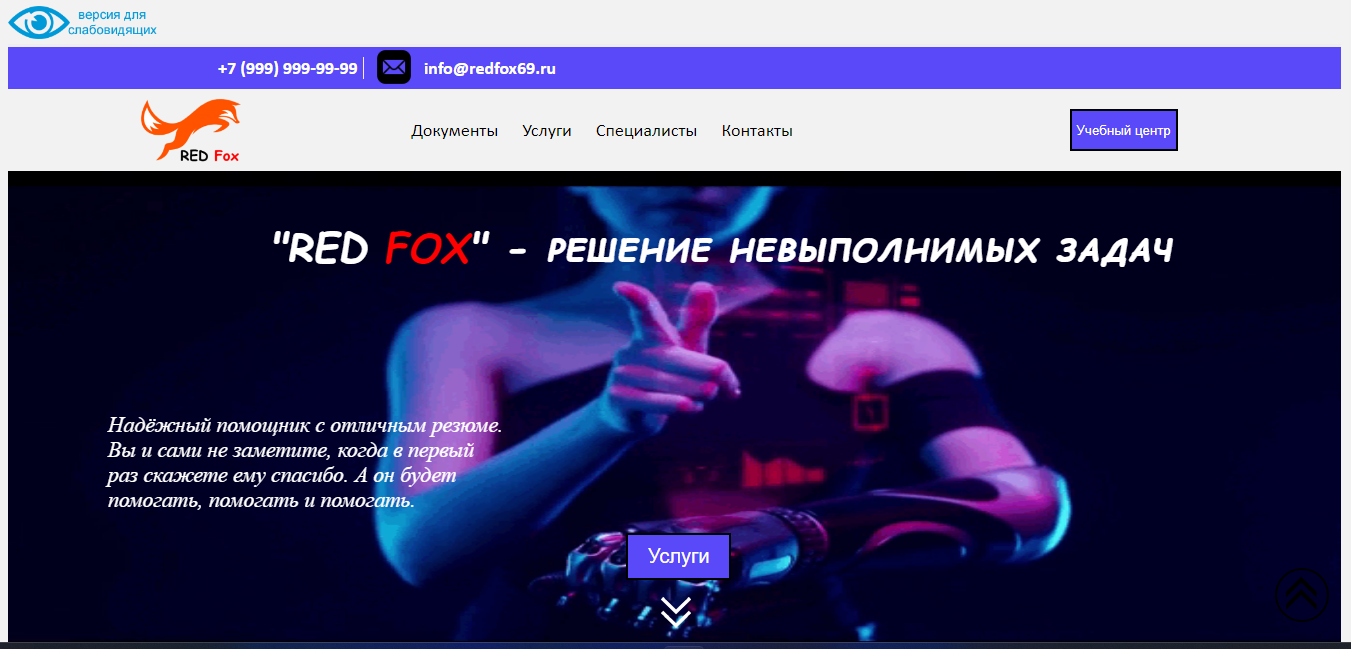 версия для
слабовидящих
+7 (999) 999-99-99
info@redfox69.ru
RED Fox
Документы Услуги Специалисты Контакты
Учебный центр
"RED FOX" - РЕШЕНИЕ НЕВЫПОЛНИМЫХ ЗАДАЧ
Надёжный помощник с отличным резюме.
Вы и сами не заметите, когда в первый
раз скажете ему спасибо. А он будет
помогать, помогать и помогать.
Услуги